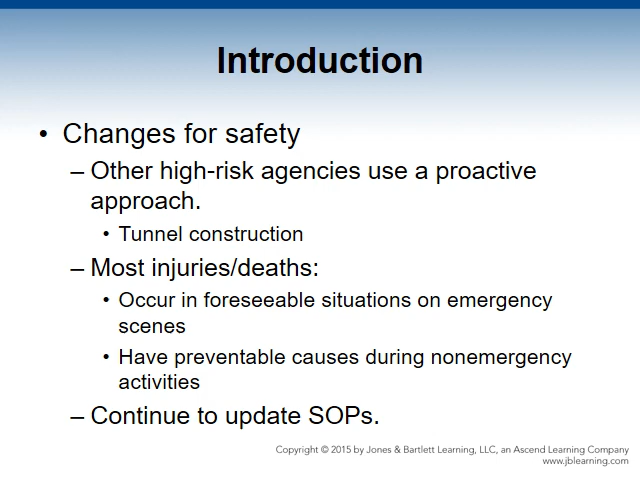 Introduction
• Changes for safety
– Other high-risk agencies use a proactive
approach.
• Tunnel construction
– Most injuries/deaths:
• Occur in foreseeable situations on emergency
scenes
• Have preventable causes during nonemergency
activities
– Continue to update SOPs.
Copyright © 2015 by Jones & Bartlett Learning, LLC, an Ascend Learning Company
www.jblearning.com